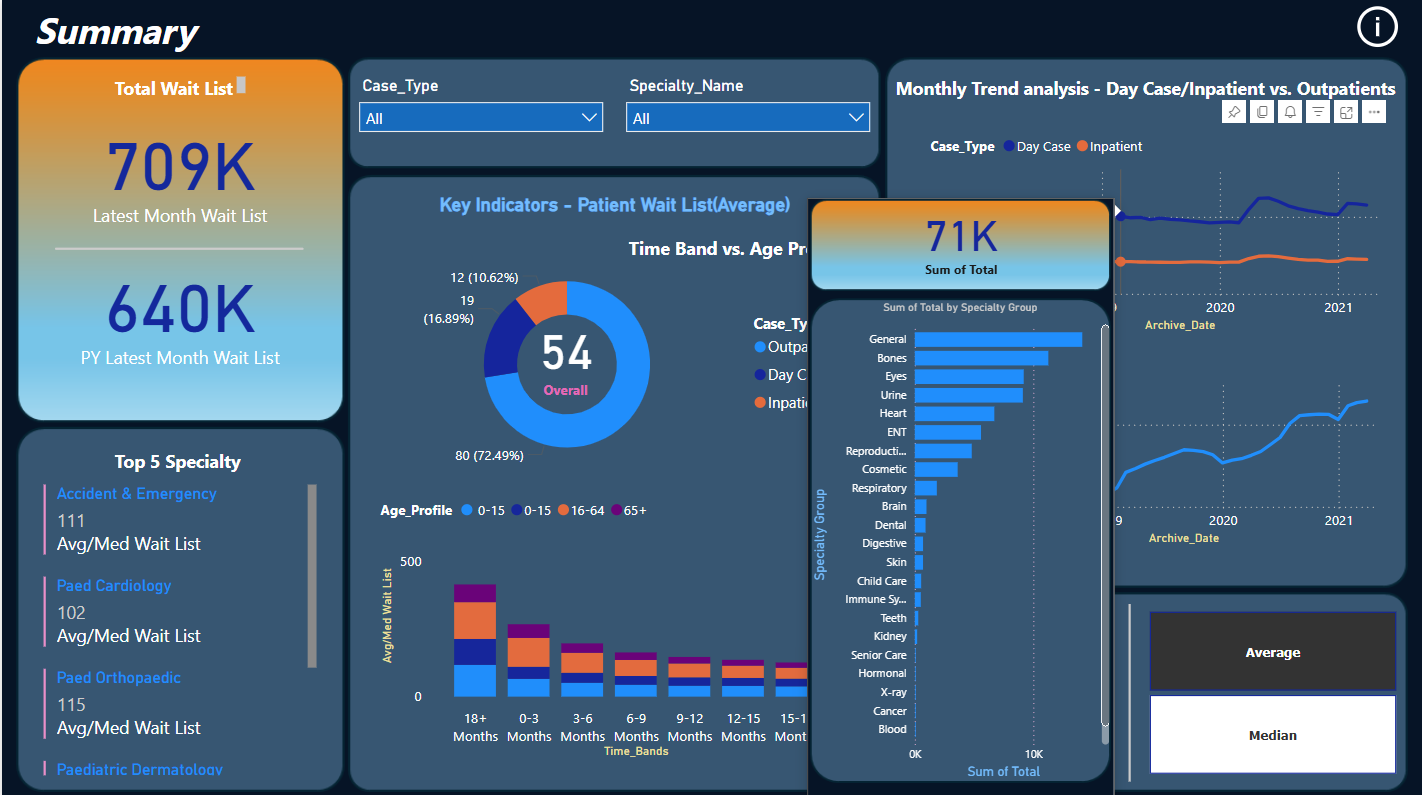 Summary
i
Total Wait List
709K
Latest Month Wait List
640K
PY Latest Month Wait List
Top 5 Specialty
Accident & Emergency
111
Avg/Med Wait List
Paed Cardiology
102
Avg/Med Wait List
Paed Orthopaedic
115
Avg/Med Wait List
Paediatric Dermatology
Case_Type
All
Specialty_Name
All
Key Indicators - Patient Wait List(Average)
Time Band vs. Age Pr
12 (10.62%)
19
(16.89%)
54
Overall
80 (72.49%)
Case_Ty
Outpa
Day C
Inpati
Age_Profile 0-15 0-15 16-64 65+
Avg/Med Wait List
500
0
18+ 0-3 3-6 6-9 9-12 12-15 15-1
Months Months Months Months Months Months Mont
Time_Bands
Monthly Trend analysis - Day Case/Inpatient vs. Outpatients
Case_Type Day Case Inpatient
2020 2021
Archive_Date
9 2020 2021
Archive_Date
71K
Sum of Total
Sum of Total by Specialty Group
Specialty Group
General
Bones
Eyes
Urine
Heart
ENT
Reproducti...
Cosmetic
Respiratory
Brain
Dental
Digestive
Skin
Child Care
Immune Sy...
Teeth
Kidney
Senior Care
Hormonal
X-ray
Cancer
Blood
0K 10K
Sum of Total
Average
Median